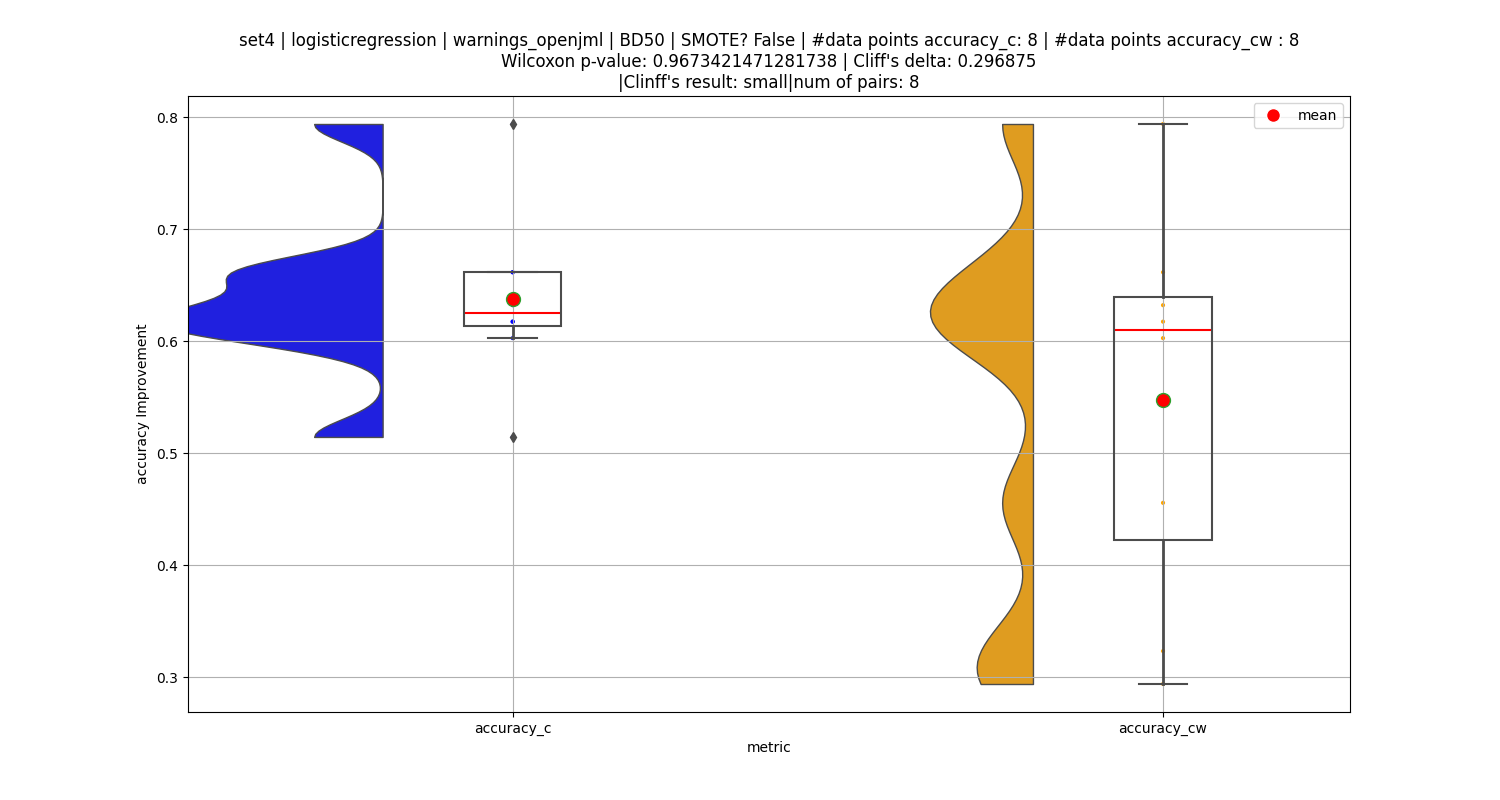 set4 | logisticregression | warnings_openjml | BD50 | SMOTE? False | #data points accuracy_c: 8 | #data points accuracy_cw : 8
Wilcoxon p-value: 0.9673421471281738 | Cliff's delta: 0.296875
|Clinff's result: small|num of pairs: 8
mean
0.8
0.7
0.6
0.5
0.4
0.3
accuracy Improvement
accuracy_c
accuracy_cw
metric